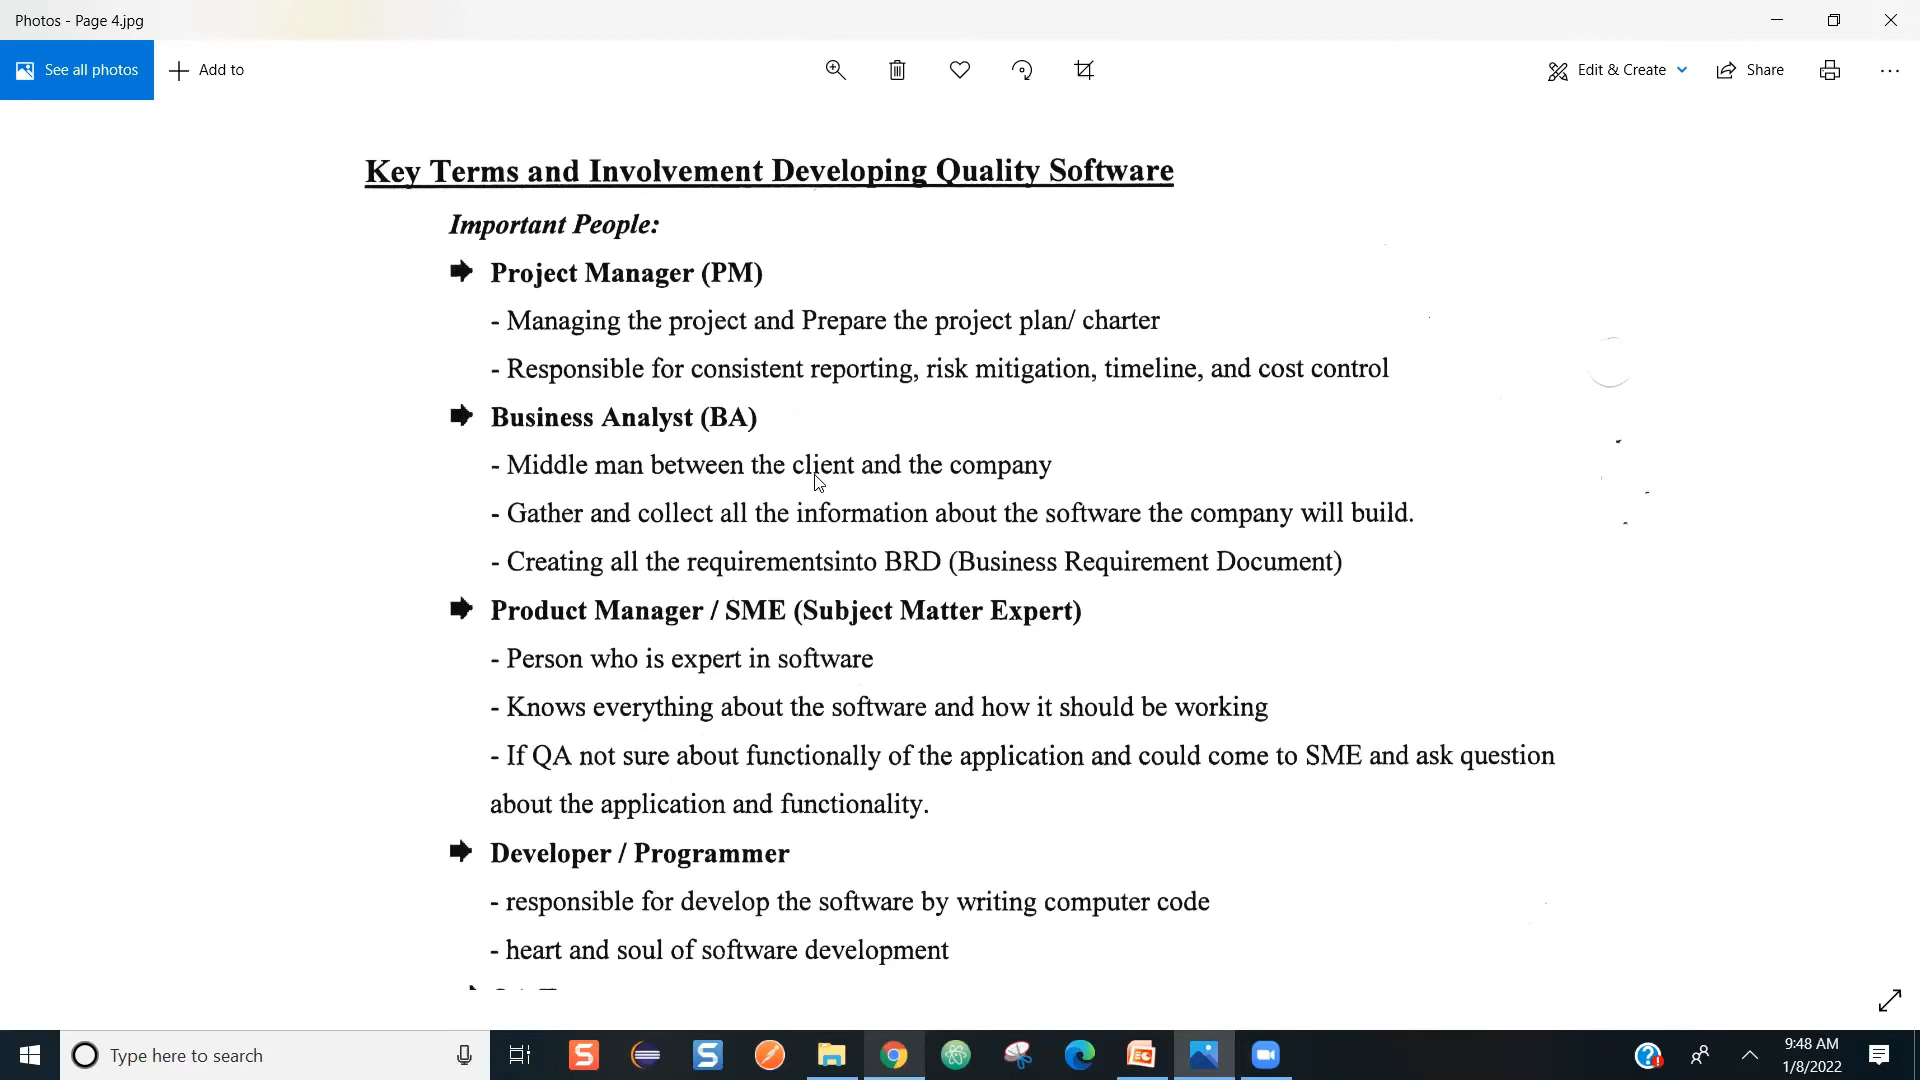 Photos - Page 4.jpg
See all photos
Add to
Edit & Create
Share
Key Terms and Involvement Developing Quality Software
Important People:
Project Manager (PM)
- Managing the project and Prepare the project plan/ charter
- Responsible for consistent reporting, risk mitigation, timeline, and cost control
Business Analyst (BA)
- Middle man between the client and the company
- Gather and collect all the information about the software the company will build.
- Creating all the requirementsinto BRD (Business Requirement Document)
Product Manager / SME (Subject Matter Expert)
- Person who is expert in software
- Knows everything about the software and how it should be working
- If QA not sure about functionally of the application and could come to SME and ask question
about the application and functionality.
Developer / Programmer
- responsible for develop the software by writing computer code
- heart and soul of software development
Type here to search
9:48 AM
1/8/2022